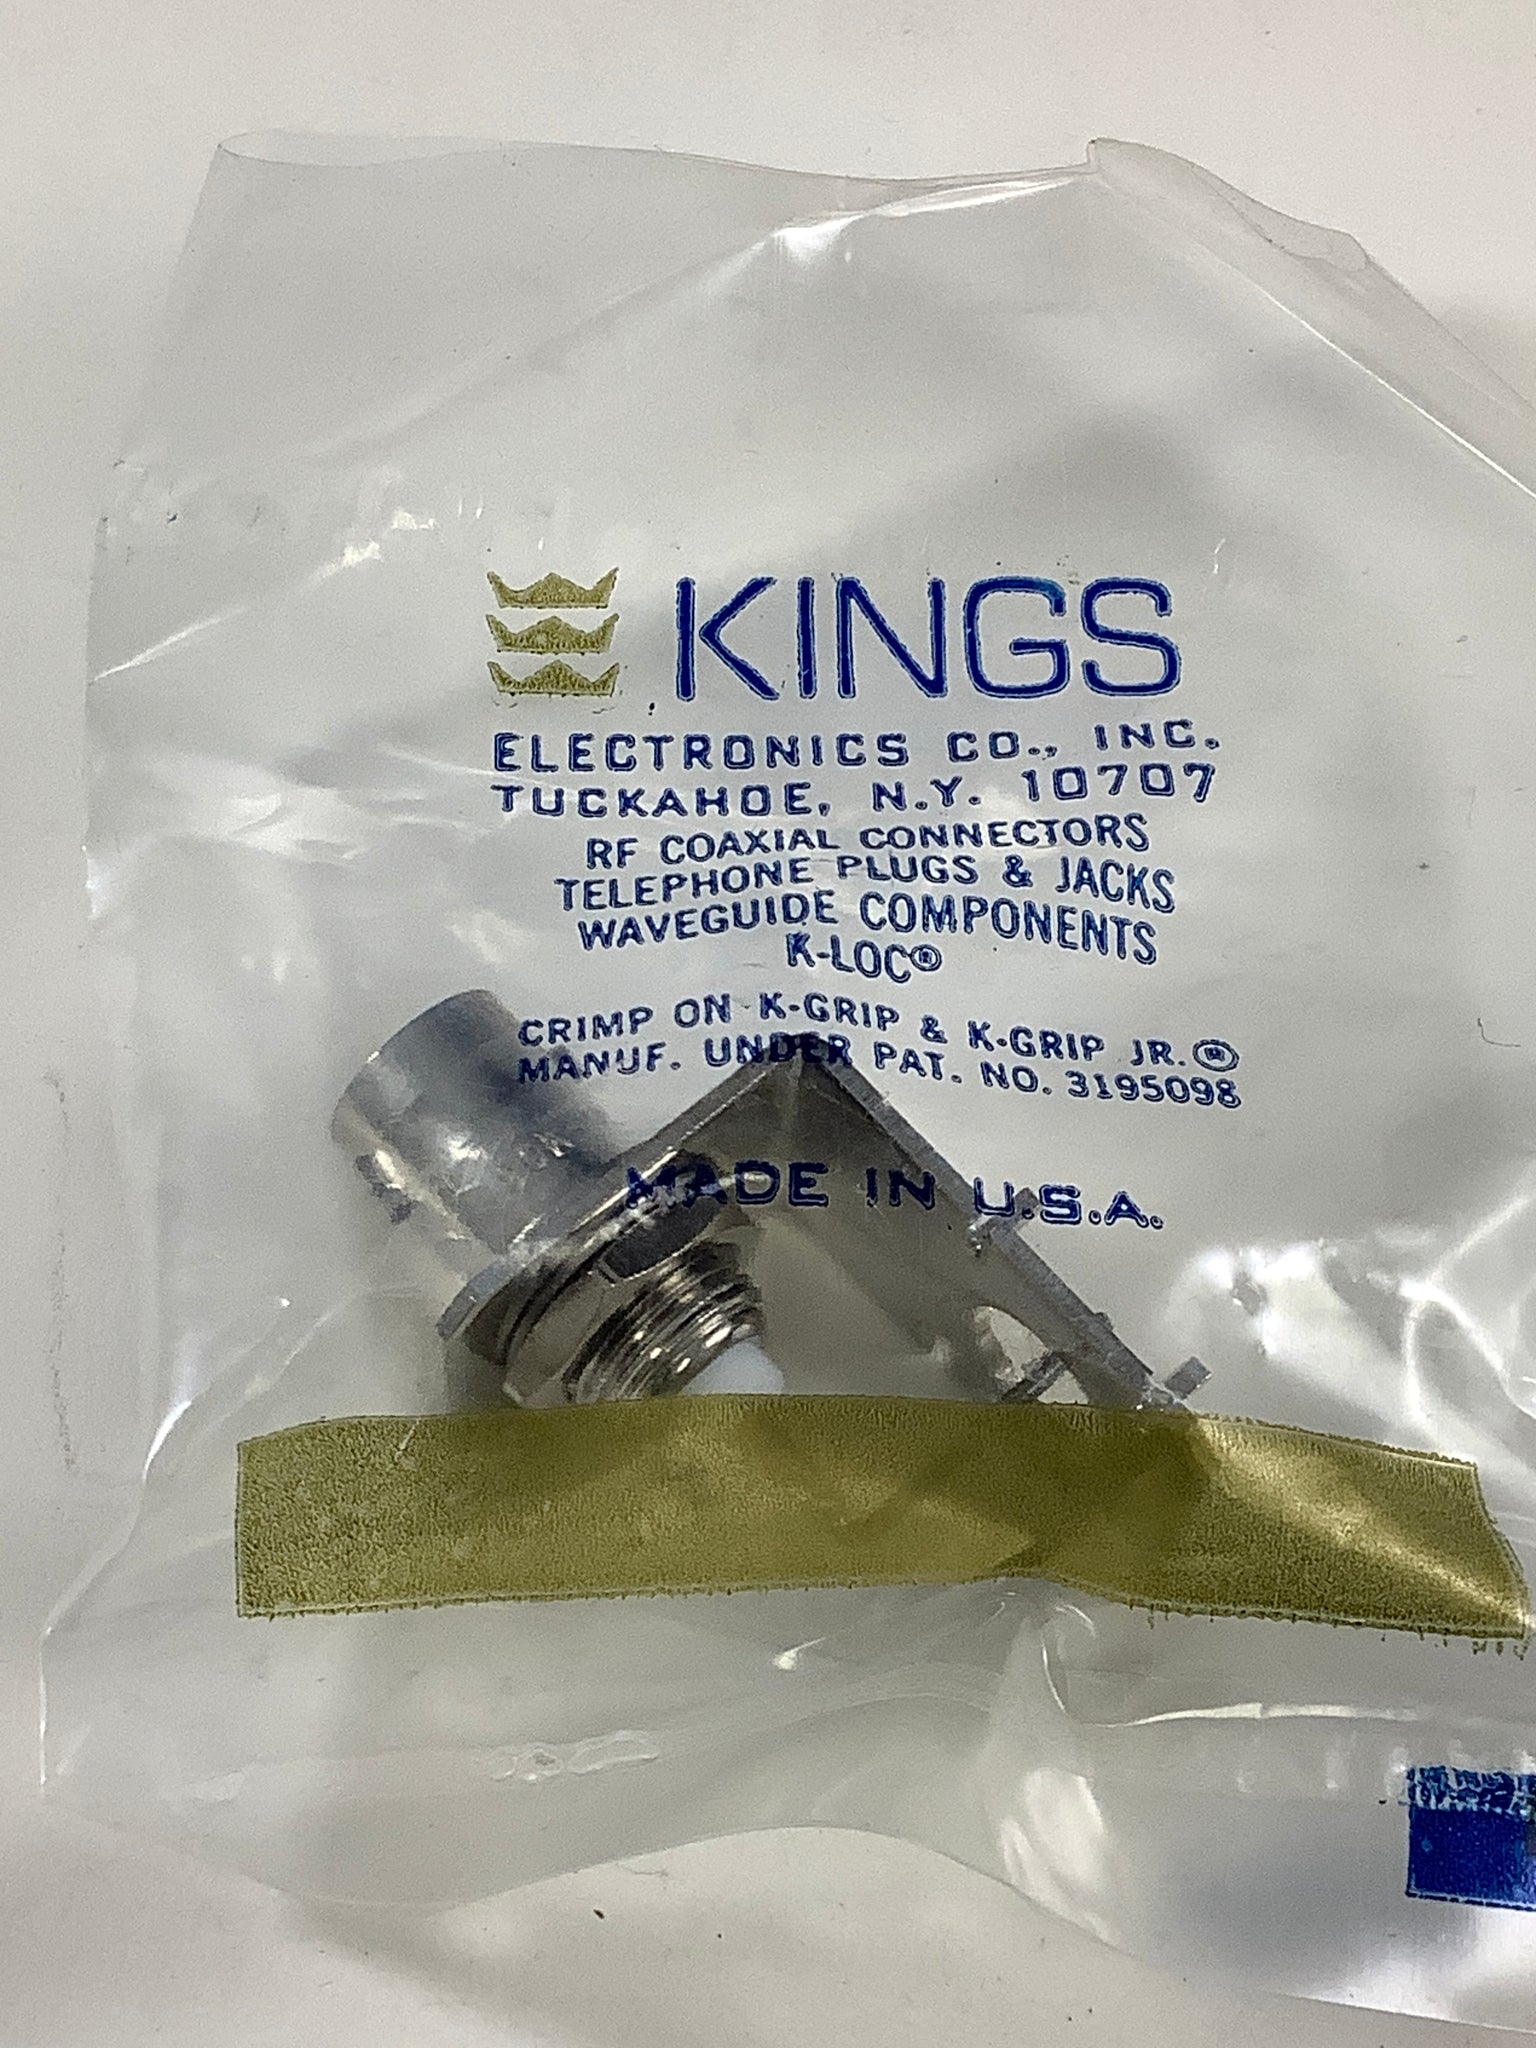 KINGS
ELECTRONICS CO., INC.
TUCKAHOE, N.Y. 10707
RF COAXIAL CONNECTORS
TELEPHONE PLUGS & JACKS
WAVEGUIDE COMPONENTS
K-LOC®
CRIMP ON K-GRIP & K-GRIP JR.®
MANUF. UNDER PAT. NO. 3195098
MADE IN U.S.A.